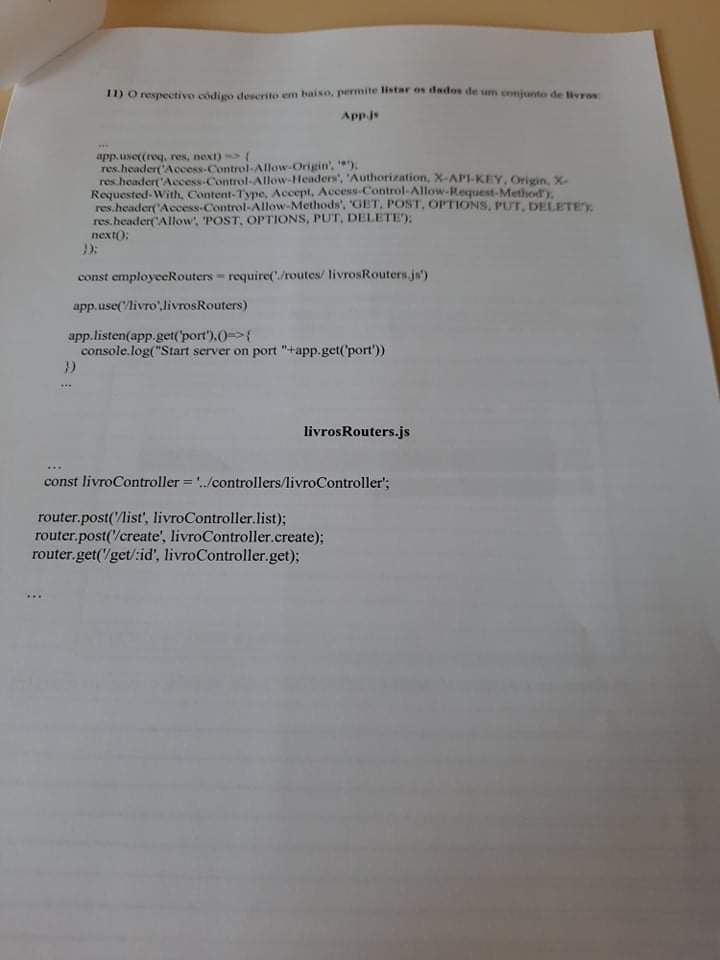 11) O respectivo código descrito em baixo, permite listar os dados de um conjunto de livros:
App.js
...
app.use((req, res, next) => {
res.header('Access-Control-Allow-Origin', '*');
res.header('Access-Control-Allow-Headers', 'Authorization, X-API-KEY, Origin, X-
Requested-With, Content-Type, Accept, Access-Control-Allow-Request-Method');
res.header('Access-Control-Allow-Methods', 'GET, POST, OPTIONS, PUT, DELETE');
res.header('Allow', 'POST, OPTIONS, PUT, DELETE');
next();
});
const employeeRouters = require('./routes/ livrosRouters.js')
app.use('/livro',livrosRouters)
app.listen(app.get('port'),()=>{
console.log("Start server on port "+app.get('port'))
})
...
livrosRouters.js
...
const livroController = '../controllers/livroController';
router.post('/list', livroController.list);
router.post('/create', livroController.create);
router.get('/get/:id', livroController.get);
...